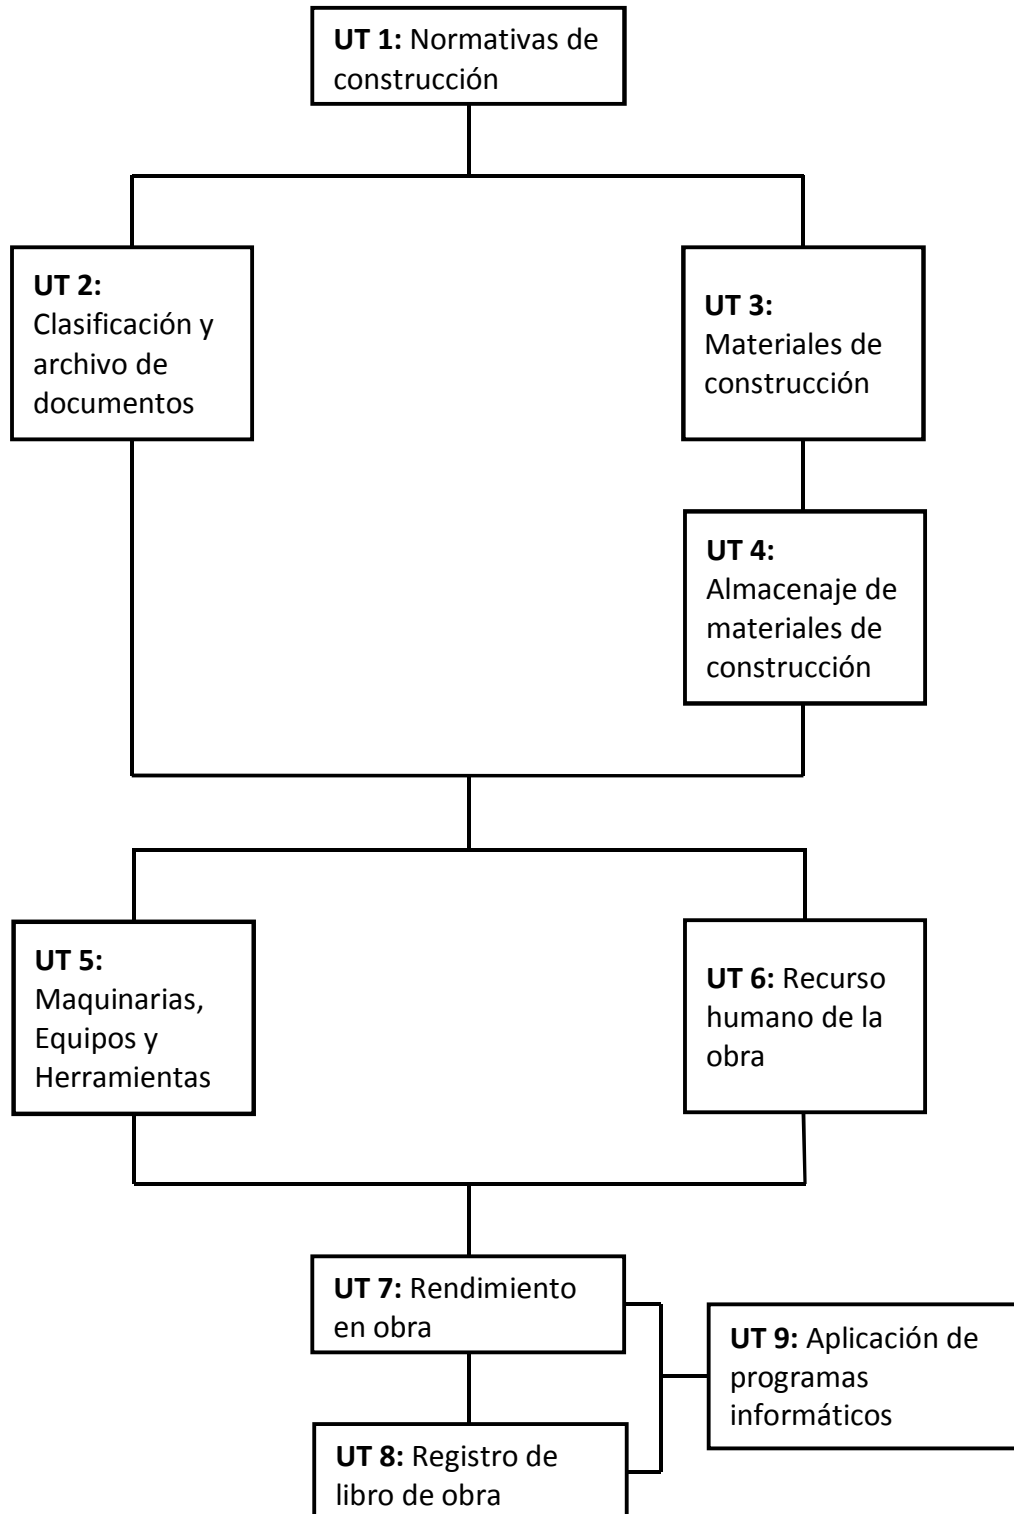 UT 1: Normativas de
construcción
UT 2:
Clasificación y
archivo de
documentos
UT 3:
Materiales de
construcción
UT 4:
Almacenaje de
materiales de
construcción
UT 5:
Maquinarias,
Equipos y
Herramientas
UT 6: Recurso
humano de la
obra
UT 7: Rendimiento
en obra
UT 9: Aplicación de
programas
informáticos
UT 8: Registro de
libro de obra